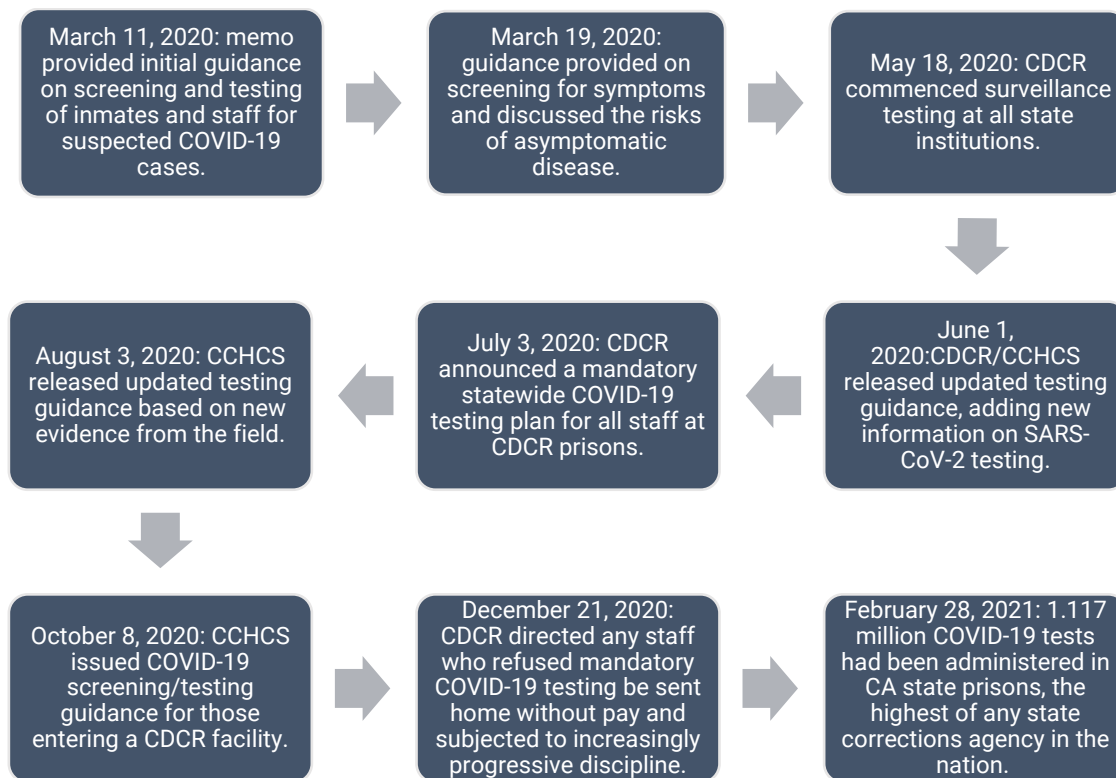 March 11, 2020: memo
provided initial guidance
on screening and testing
of inmates and staff for
suspected COVID-19
cases.
March 19, 2020:
guidance provided on
screening for symptoms
and discussed the risks
of asymptomatic
disease.
May 18, 2020: CDCR
commenced surveillance
testing at all state
institutions.
June 1,
2020:CDCR/CCHCS
released updated testing
guidance, adding new
information on SARS-
CoV-2 testing.
July 3, 2020: CDCR
announced a mandatory
statewide COVID-19
testing plan for all staff at
CDCR prisons.
August 3, 2020: CCHCS
released updated testing
guidance based on new
evidence from the field.
October 8, 2020: CCHCS
issued COVID-19
screening/testing
guidance for those
entering a CDCR facility.
December 21, 2020:
CDCR directed any staff
who refused mandatory
COVID-19 testing be sent
home without pay and
subjected to increasingly
progressive discipline.
February 28, 2021: 1.117
million COVID-19 tests
had been administered in
CA state prisons, the
highest of any state
corrections agency in the
nation.